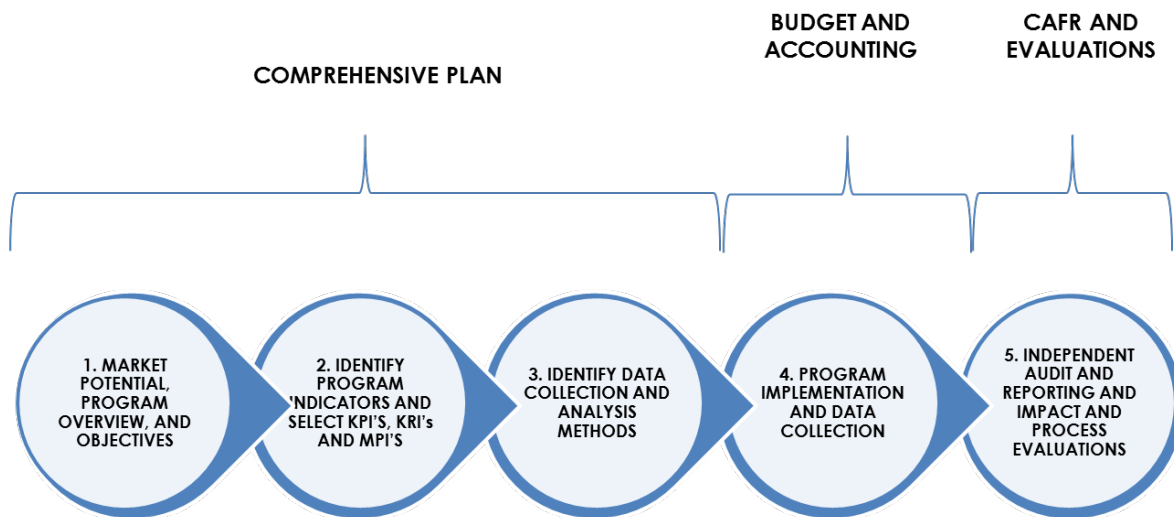 COMPREHENSIVE PLAN
BUDGET AND
ACCOUNTING
CAFR AND
EVALUATIONS
1. MARKET
POTENTIAL,
PROGRAM
OVERVIEW, AND
OBJECTIVES
2. IDENTIFY
PROGRAM
INDICATORS AND
SELECT KPI'S, KRI's
and MPI'S
3. IDENTIFY DATA
COLLECTION AND
ANALYSIS
METHODS
4. PROGRAM
IMPLEMENTATION
AND DATA
COLLECTION
5. INDEPENDENT
AUDIT AND
REPORTING AND
IMPACT AND
PROCESS
EVALUATIONS